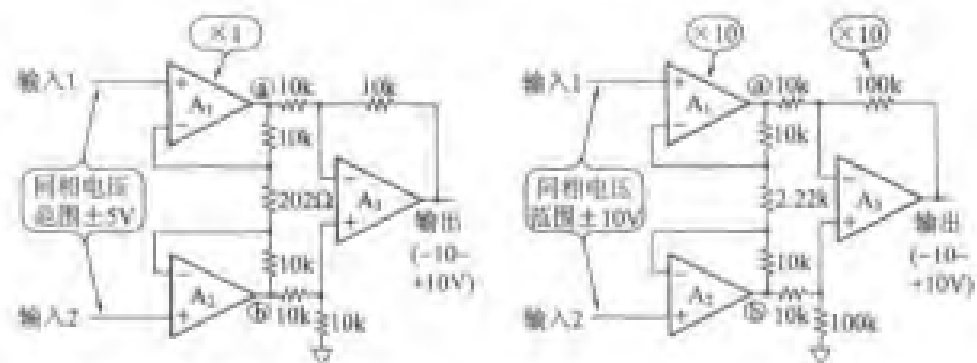 ×1
输入1
+
A₁
−
ⓐ
10k
10k
10k
202Ω
同相电压
范围±5V
−
A₃
+
输出
(−10−
+10V)
10k
−
A₂
+
ⓑ
10k
10k
输入2
×10
×10
输入1
+
A₁
−
ⓐ
10k
100k
10k
2.22k
同相电压
范围±10V
−
A₃
+
输出
(−10−
+10V)
10k
−
A₂
+
ⓑ
10k
100k
输入2